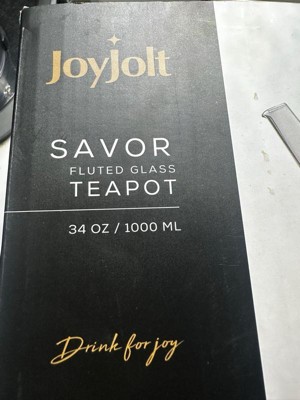 JoyJolt
SAVOR
FLUTED GLASS
TEAPOT
34 OZ / 1000 ML
Drink for joy